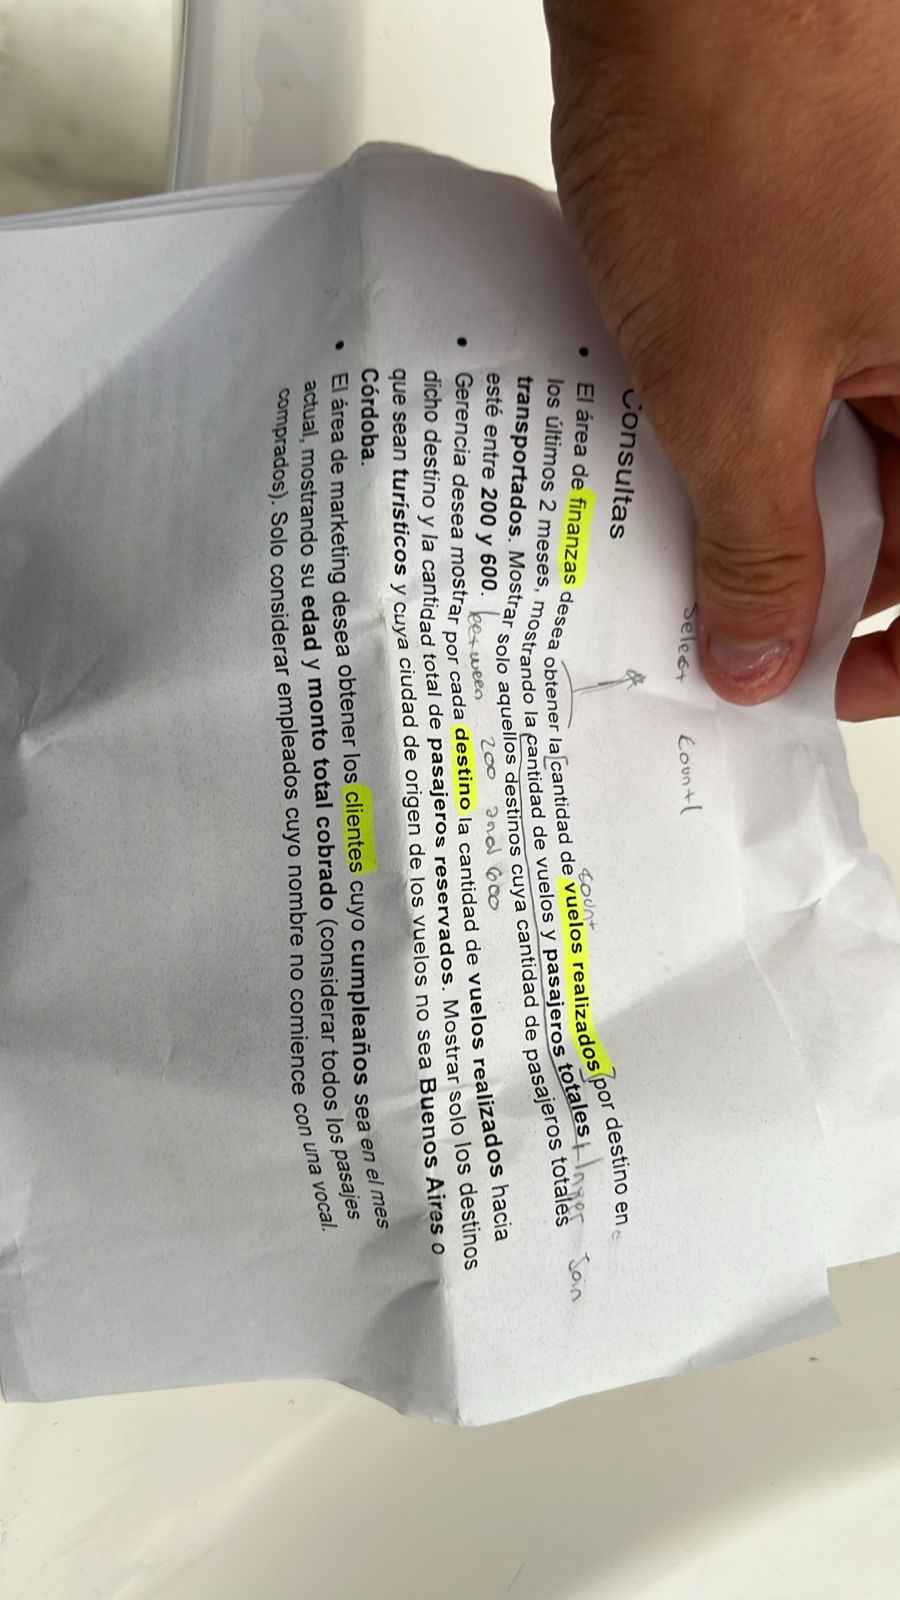 Select count(
Consultas
count
• El área de finanzas desea obtener la cantidad de vuelos realizados por destino en
los últimos 2 meses, mostrando la cantidad de vuelos y pasajeros totales
transportados. Mostrar solo aquellos destinos cuya cantidad de pasajeros totales
esté entre 200 y 600. between 200 and 600
Join
• Gerencia desea mostrar por cada destino la cantidad de vuelos realizados hacia
dicho destino y la cantidad total de pasajeros reservados. Mostrar solo los destinos
que sean turísticos y cuya ciudad de origen de los vuelos no sea Buenos Aires o
Córdoba.
• El área de marketing desea obtener los clientes cuyo cumpleaños sea en el mes
actual, mostrando su edad y monto total cobrado (considerar todos los pasajes
comprados). Solo considerar empleados cuyo nombre no comience con una vocal.